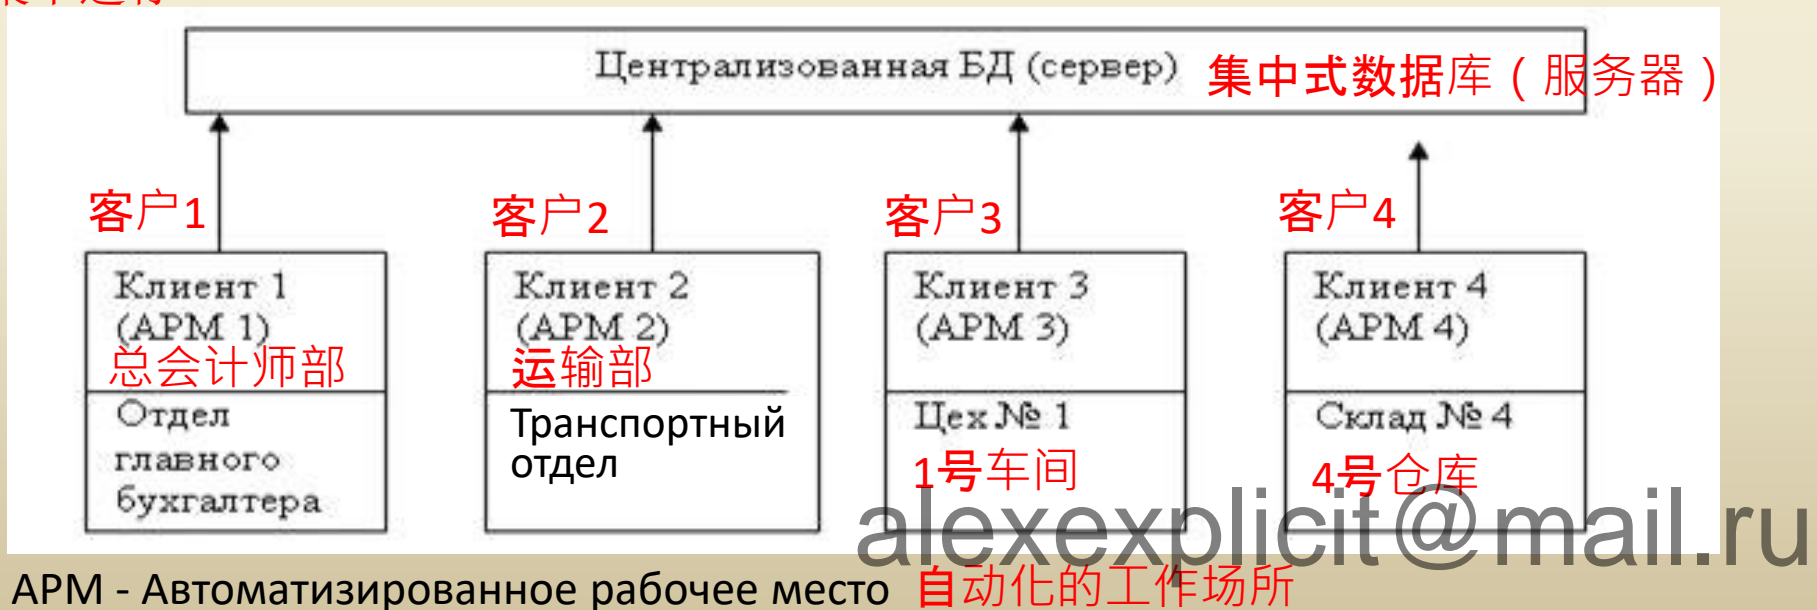 Централизованная БД (сервер) 集中式数据库（服务器）
客户1
客户2
客户3
客户4
Клиент 1
(АРМ 1)
总会计师部
Отдел
главного
бухгалтера
Клиент 2
(АРМ 2)
运输部
Транспортный
отдел
Клиент 3
(АРМ 3)
Цех № 1
1号车间
Клиент 4
(АРМ 4)
Склад № 4
4号仓库
alexexplicit@mail.ru
АРМ - Автоматизированное рабочее место 自动化的工作场所